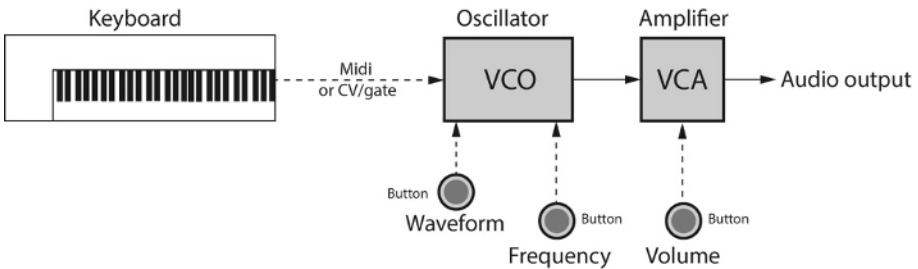 Keyboard
Oscillator
Amplifier
Midi
or CV/gate
VCO
VCA
Audio output
Button
Waveform
Button
Frequency
Button
Volume